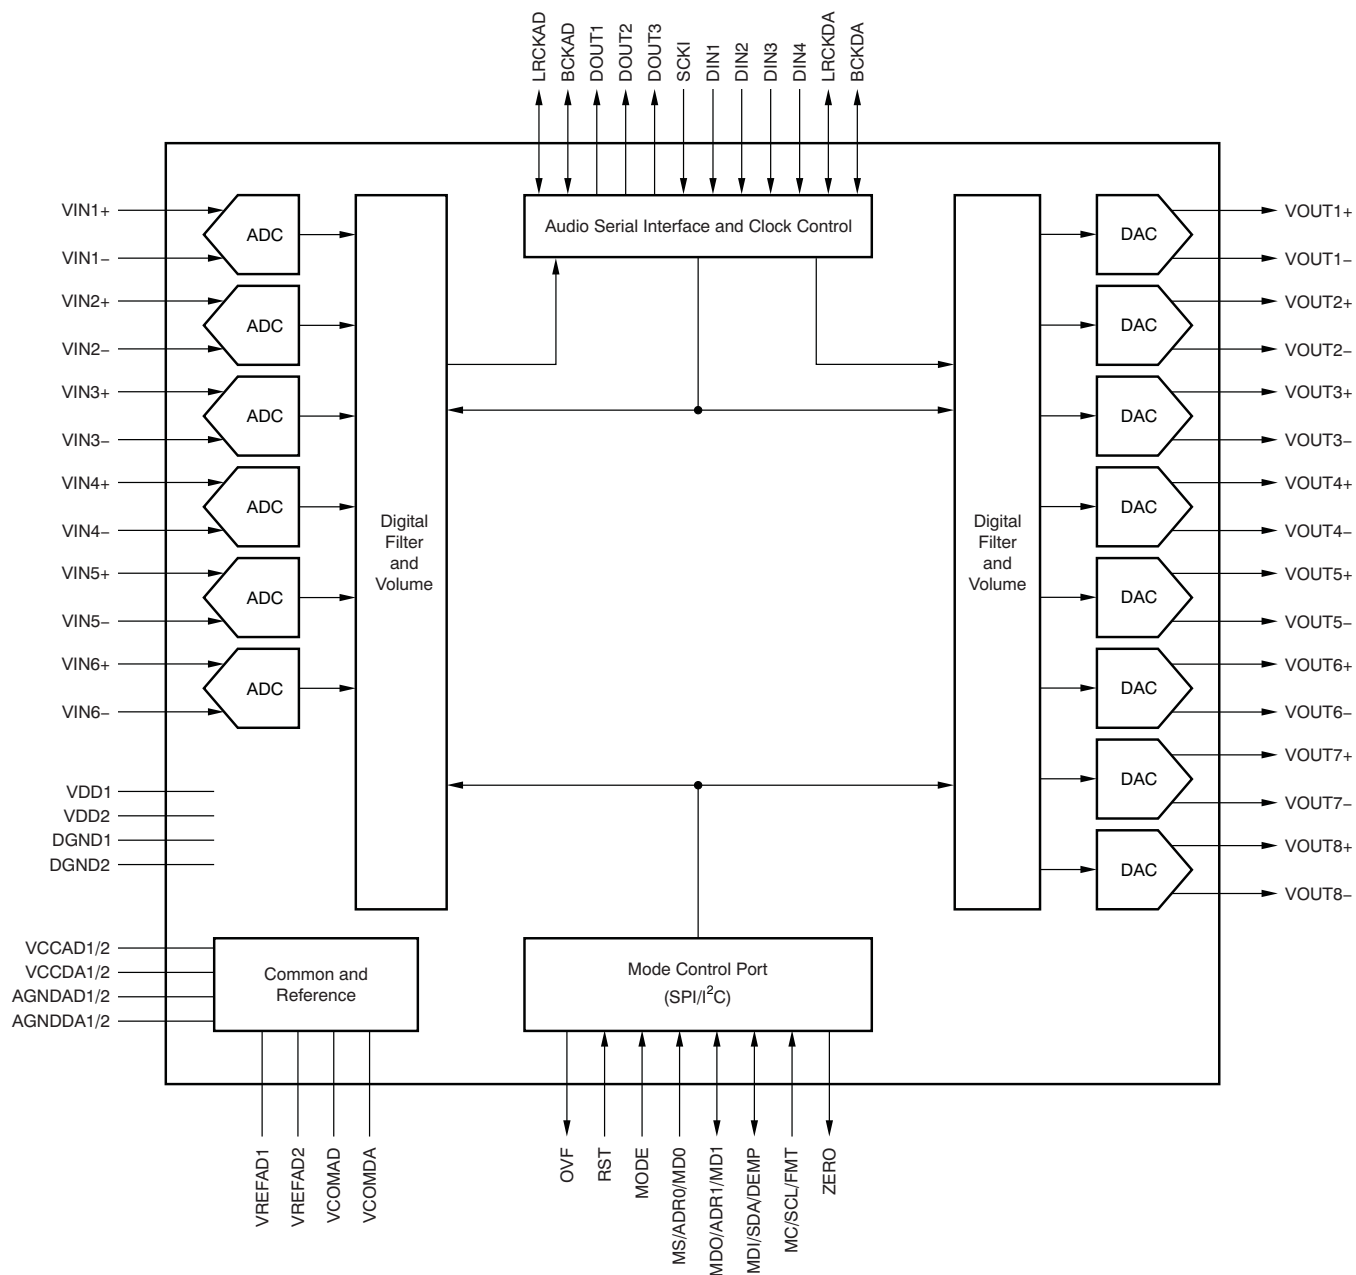 LRCKAD
BCKAD
DOUT1
DOUT2
DOUT3
SCKI
DIN1
DIN2
DIN3
DIN4
LRCKDA
BCKDA
Audio Serial Interface and Clock Control
VIN1+
VIN1−
VIN2+
VIN2−
VIN3+
VIN3−
VIN4+
VIN4−
VIN5+
VIN5−
VIN6+
VIN6−
ADC
ADC
ADC
ADC
ADC
ADC
Digital
Filter
and
Volume
Digital
Filter
and
Volume
DAC
DAC
DAC
DAC
DAC
DAC
DAC
DAC
VOUT1+
VOUT1−
VOUT2+
VOUT2−
VOUT3+
VOUT3−
VOUT4+
VOUT4−
VOUT5+
VOUT5−
VOUT6+
VOUT6−
VOUT7+
VOUT7−
VOUT8+
VOUT8−
VDD1
VDD2
DGND1
DGND2
VCCAD1/2
VCCDA1/2
AGNDAD1/2
AGNDDA1/2
Common and
Reference
Mode Control Port
(SPI/I²C)
VREFAD1
VREFAD2
VCOMAD
VCOMDA
OVF
RST
MODE
MS/ADR0/MD0
MDO/ADR1/MD1
MDI/SDA/DEMP
MC/SCL/FMT
ZERO